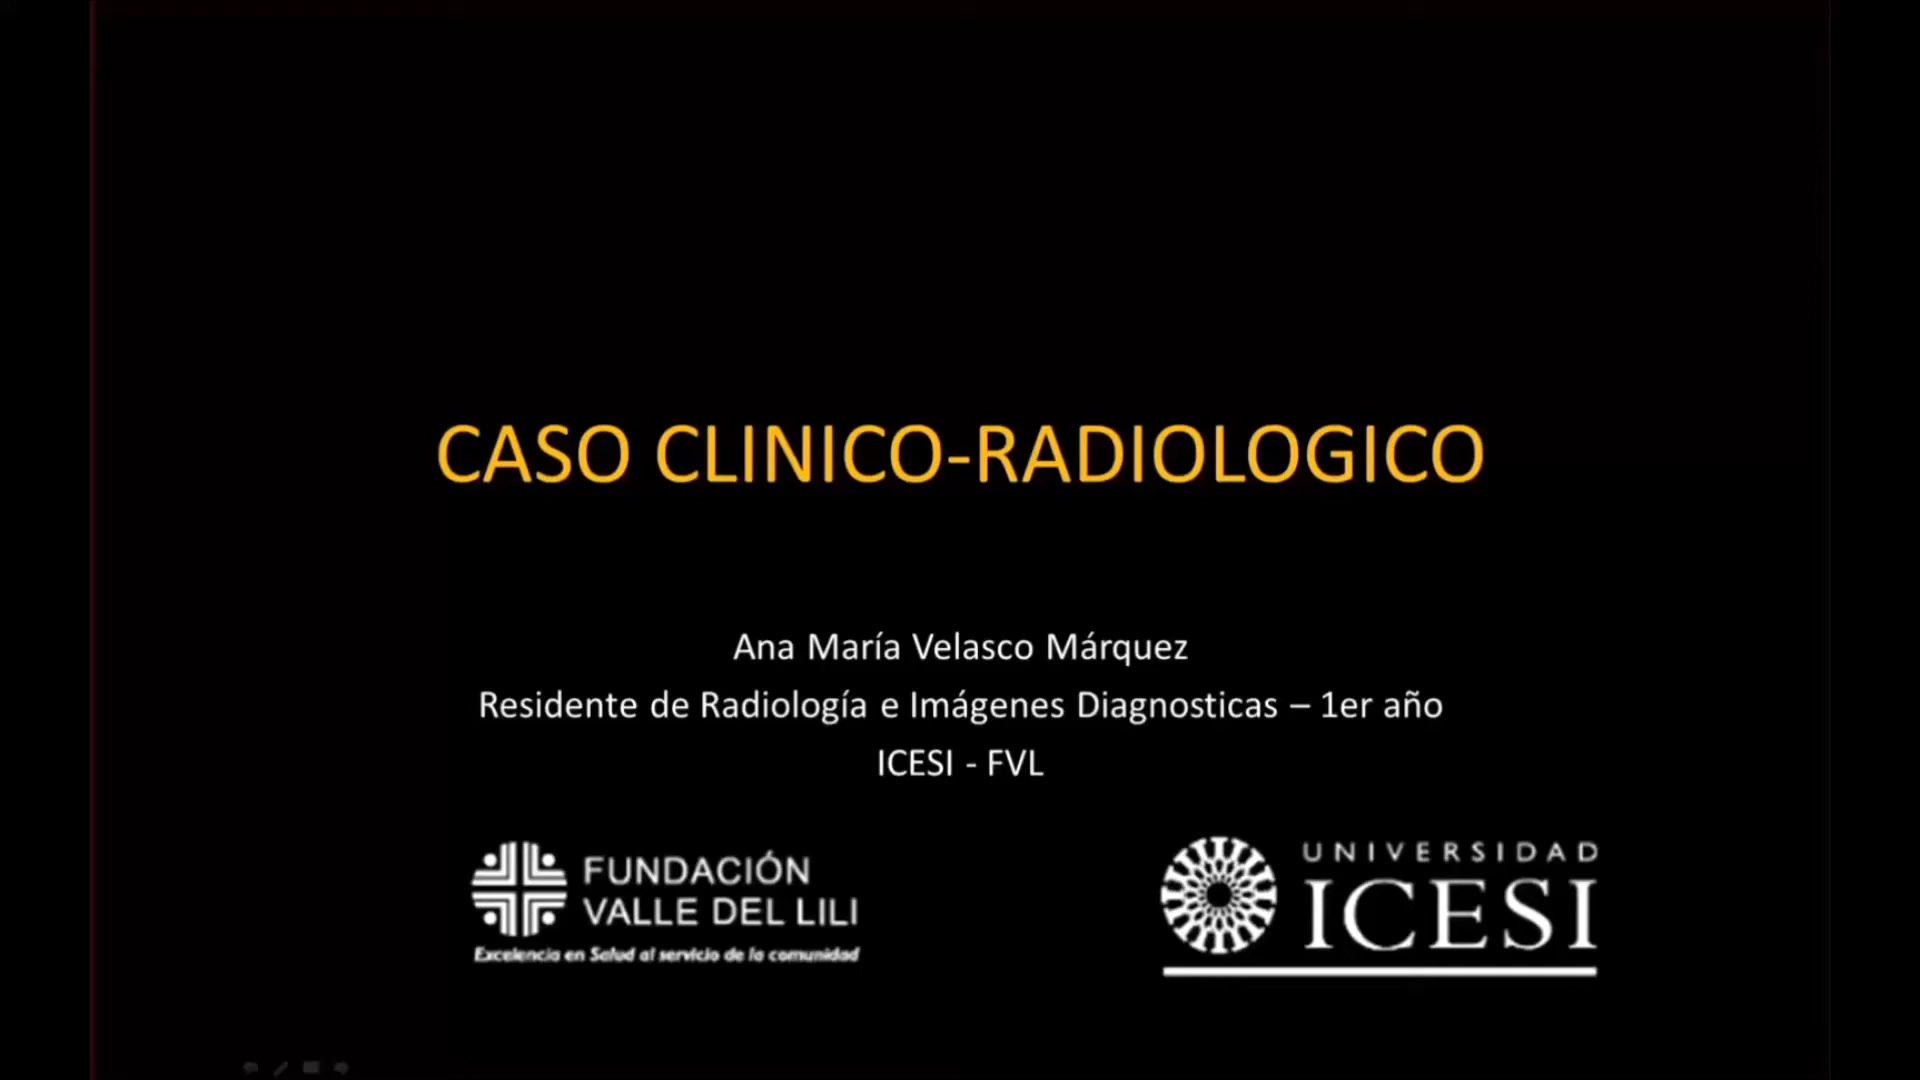 CASO CLINICO-RADIOLOGICO
Ana María Velasco Márquez
Residente de Radiología e Imágenes Diagnosticas – 1er año
ICESI - FVL
FUNDACIÓN
VALLE DEL LILI
Excelencia en Salud al servicio de la comunidad
UNIVERSIDAD
ICESI